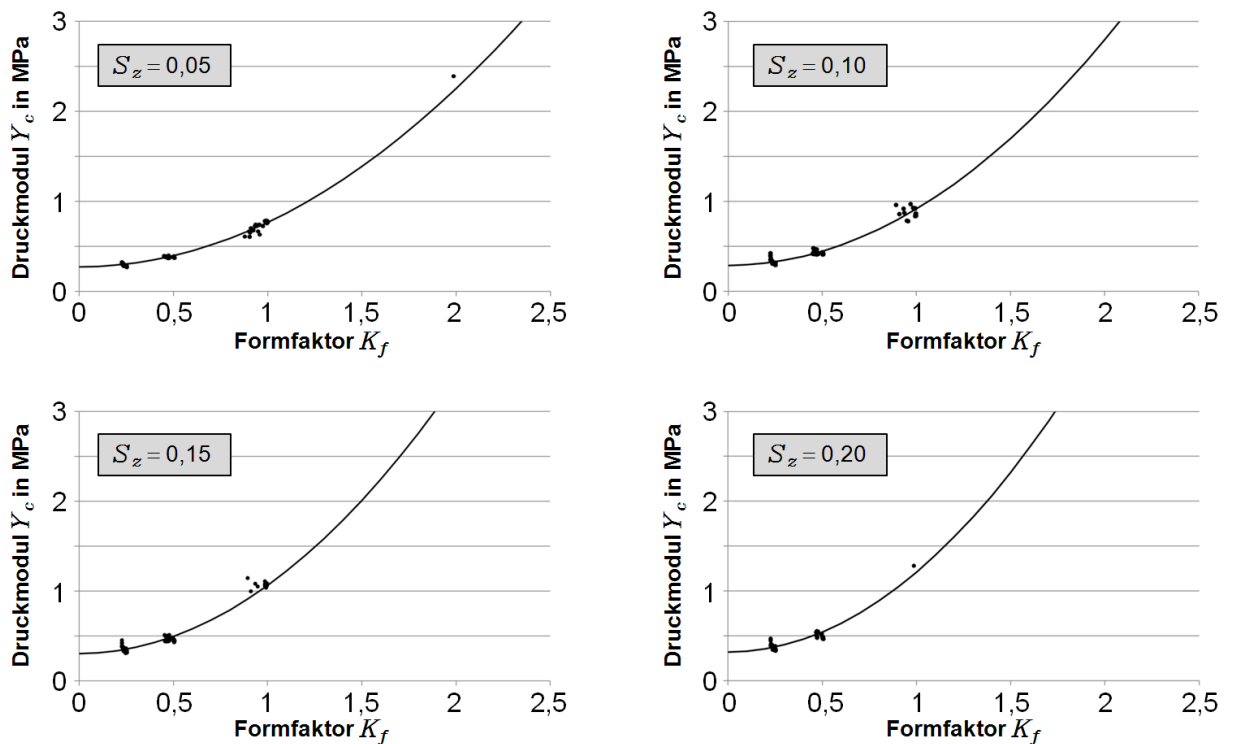 Druckmodul Y_c in MPa
3
2
1
0
S_z = 0,05
0 0,5 1 1,5 2 2,5
Formfaktor K_f
Druckmodul Y_c in MPa
3
2
1
0
S_z = 0,10
0 0,5 1 1,5 2 2,5
Formfaktor K_f
Druckmodul Y_c in MPa
3
2
1
0
S_z = 0,15
0 0,5 1 1,5 2 2,5
Formfaktor K_f
Druckmodul Y_c in MPa
3
2
1
0
S_z = 0,20
0 0,5 1 1,5 2 2,5
Formfaktor K_f